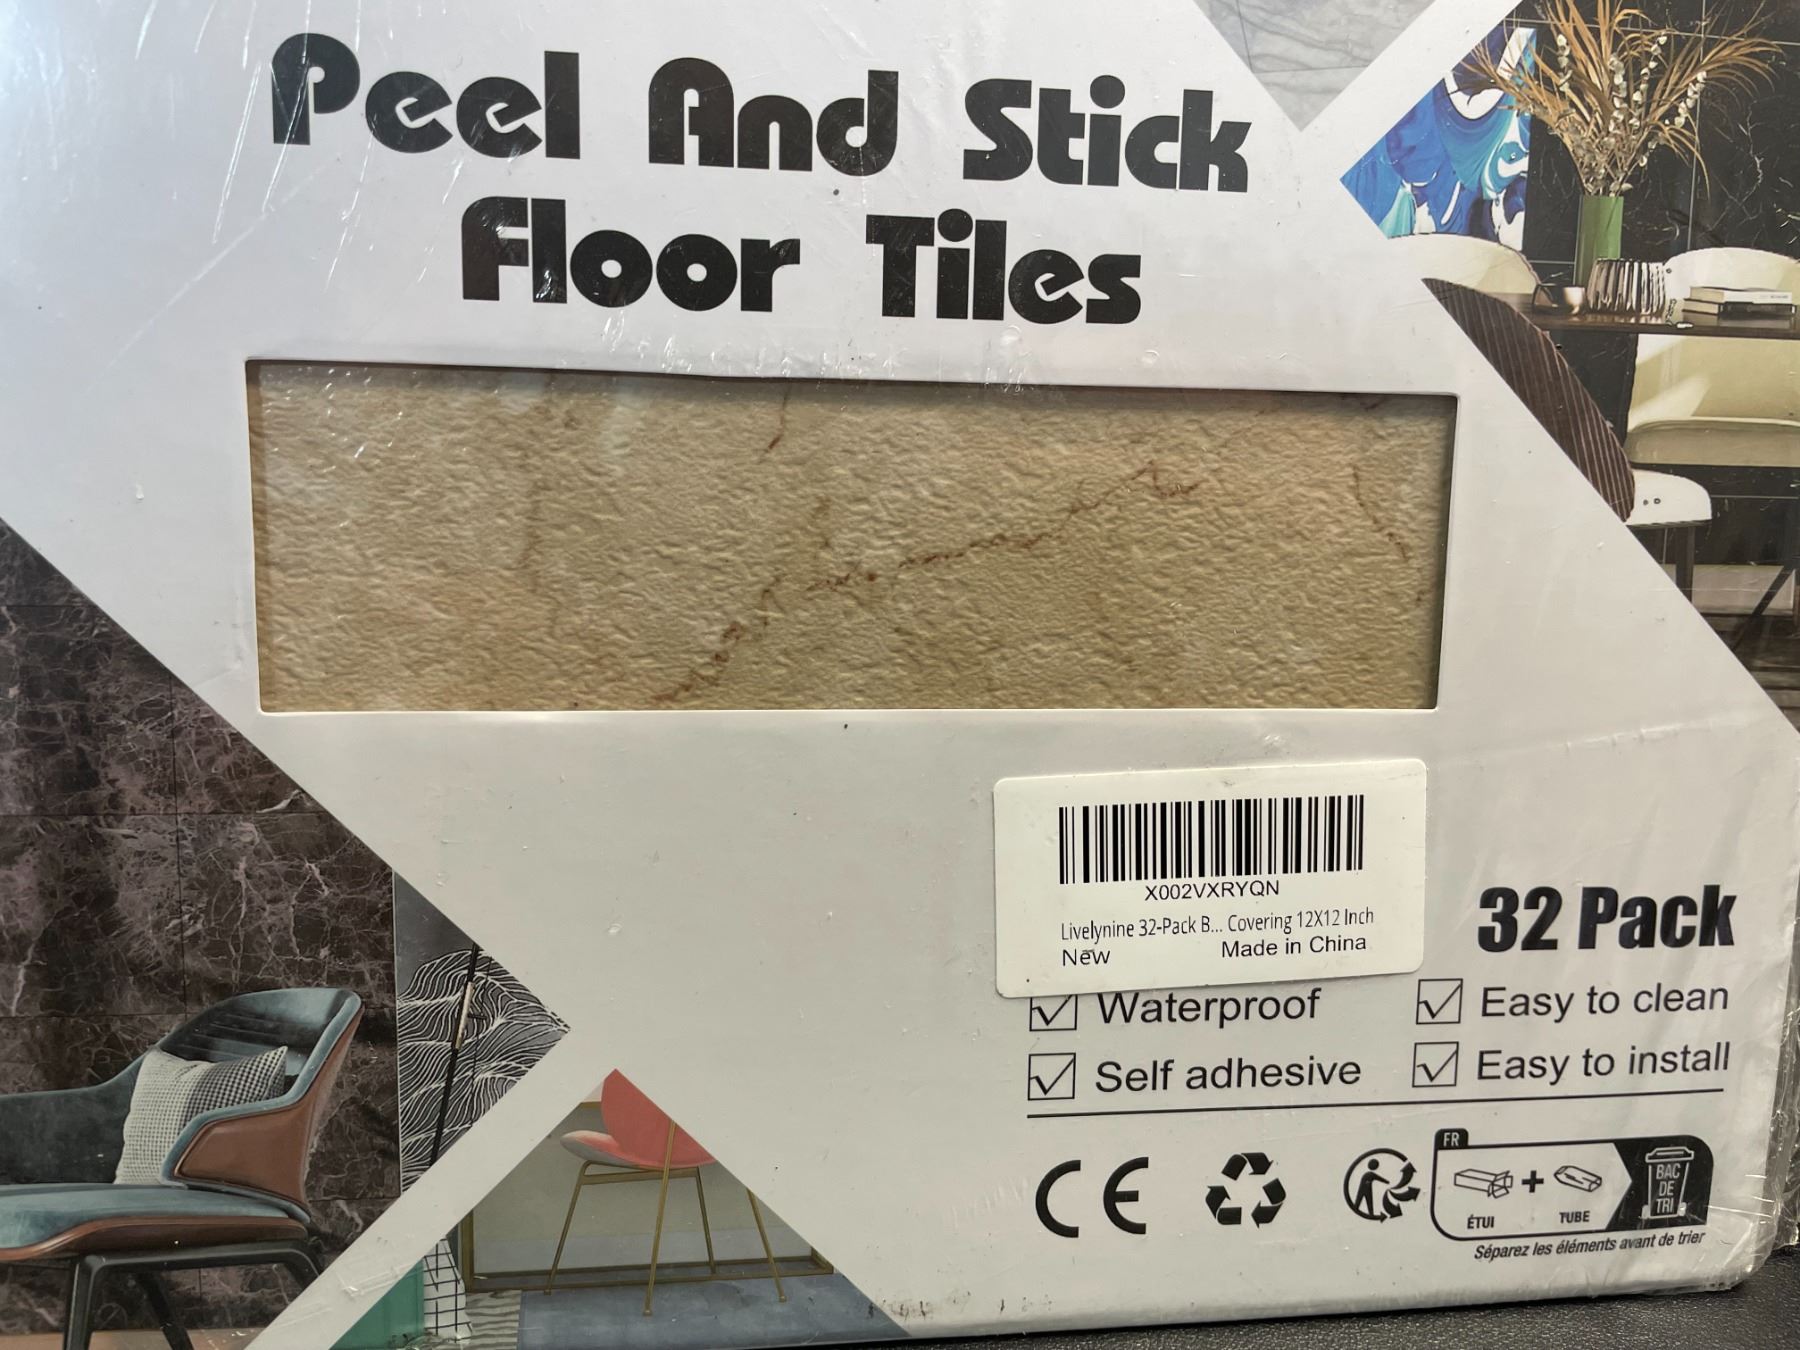 Peel And Stick
Floor Tiles
X002VXRYQN
Livelynine 32-Pack B... Covering 12X12 Inch
New Made in China
32 Pack
Waterproof Easy to clean
Self adhesive Easy to install
CE
FR
ÉTUI + TUBE
BAC
DE
TRI
Séparez les éléments avant de trier